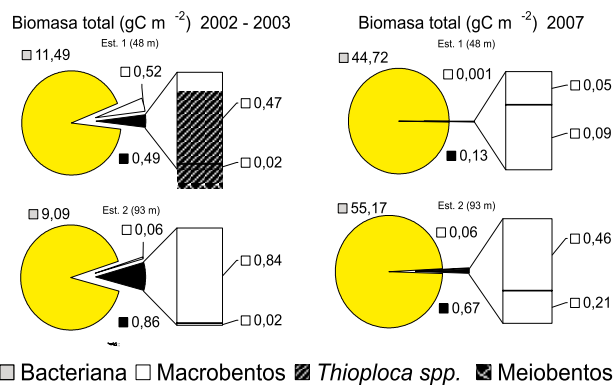 Biomasa total (gC m -2) 2002 - 2003
Est. 1 (48 m)
11,49
0,52
0,47
0,02
0,49
Est. 2 (93 m)
9,09
0,06
0,84
0,02
0,86
Biomasa total (gC m -2) 2007
Est. 1 (48 m)
44,72
0,001
0,05
0,09
0,13
Est. 2 (93 m)
55,17
0,06
0,46
0,21
0,67
Bacteriana Macrobentos Thioploca spp. Meiobentos